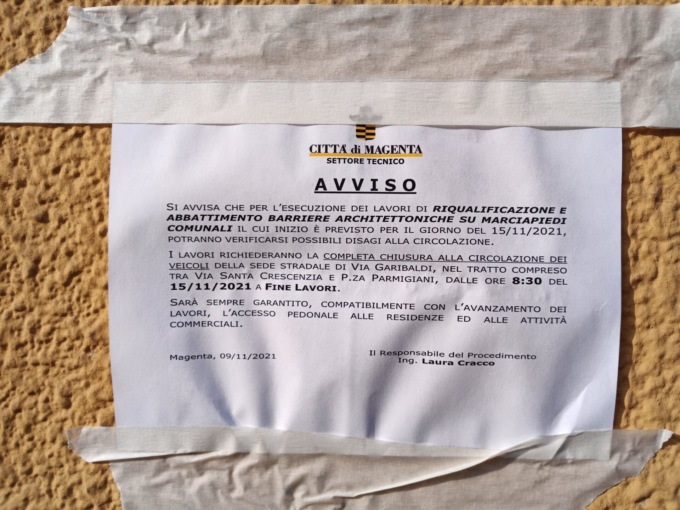 CITTÀ di MAGENTA
SETTORE TECNICO
AVVISO
SI AVVISA CHE PER L'ESECUZIONE DEI LAVORI DI RIQUALIFICAZIONE E
ABBATTIMENTO BARRIERE ARCHITETTONICHE SU MARCIAPIEDI
COMUNALI IL CUI INIZIO È PREVISTO PER IL GIORNO DEL 15/11/2021,
POTRANNO VERIFICARSI POSSIBILI DISAGI ALLA CIRCOLAZIONE.
I LAVORI RICHIEDERANNO LA COMPLETA CHIUSURA ALLA CIRCOLAZIONE DEI
VEICOLI DELLA SEDE STRADALE DI VIA GARIBALDI, NEL TRATTO COMPRESO
TRA VIA SANTA CRESCENZIA E P.ZA PARMIGIANI, DALLE ORE 8:30 DEL
15/11/2021 A FINE LAVORI.
SARÀ SEMPRE GARANTITO, COMPATIBILMENTE CON L'AVANZAMENTO DEI
LAVORI, L'ACCESSO PEDONALE ALLE RESIDENZE ED ALLE ATTIVITÀ
COMMERCIALI.
Magenta, 09/11/2021
Il Responsabile del Procedimento
Ing. Laura Cracco